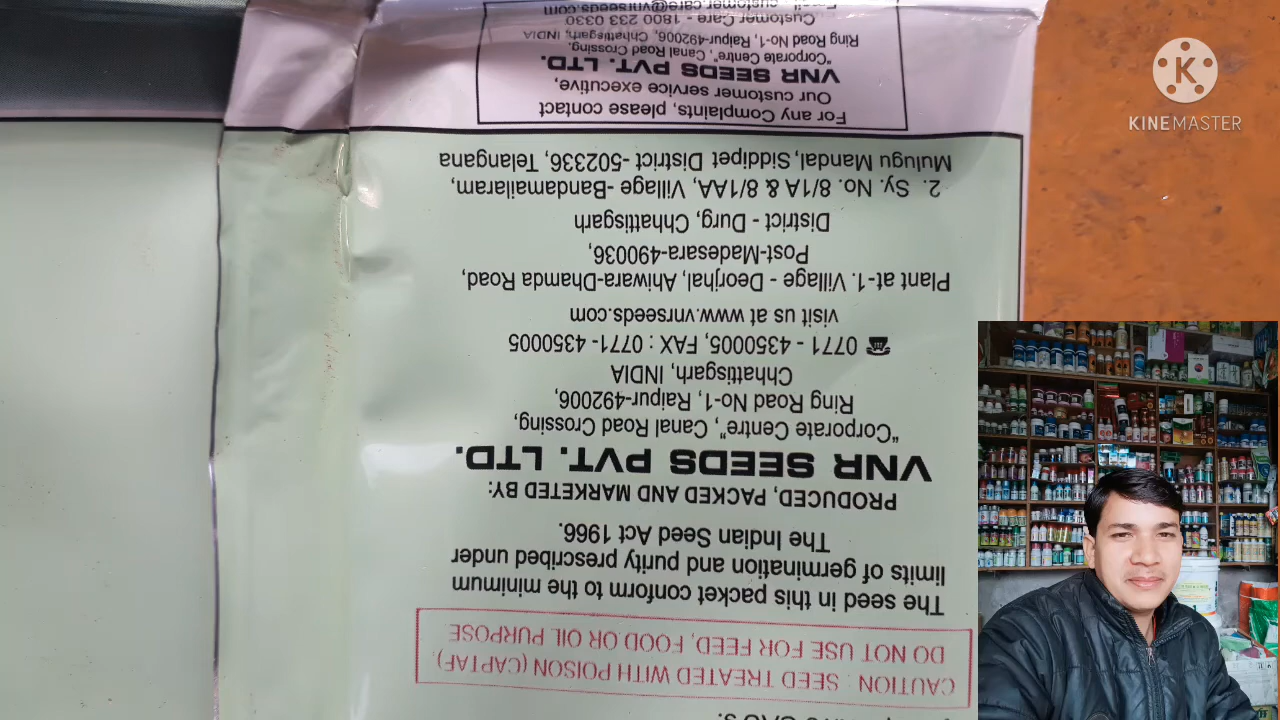 CAUTION : SEED TREATED WITH POISON (CAPTAF),
DO NOT USE FOR FEED, FOOD OR OIL PURPOSE
The seed in this packet conform to the minimum
limits of germination and purity prescribed under
The Indian Seed Act 1966.
PRODUCED, PACKED AND MARKETED BY:
VNR SEEDS PVT. LTD.
"Corporate Centre", Canal Road Crossing,
Ring Road No-1, Raipur-492006,
Chhattisgarh, INDIA
0771 - 4350005, FAX : 0771- 4350005
visit us at www.vnrseeds.com
Plant at-1. Village - Deorjhal, Ahiwara-Dhamda Road,
Post-Madesara-490036,
District - Durg, Chhattisgarh
2. Sy. No. 8/1A & 8/1AA, Village -Bandamailaram,
Mulugu Mandal, Siddipet District -502336, Telangana
For any Complaints, please contact
Our customer service executive,
VNR SEEDS PVT. LTD.
"Corporate Centre", Canal Road Crossing.
Ring Road No-1, Raipur-492006, Chhattisgarh, INDIA
Customer Care - 1800 233 0330
Email : customer.care@vnrseeds.com
KINEMASTER